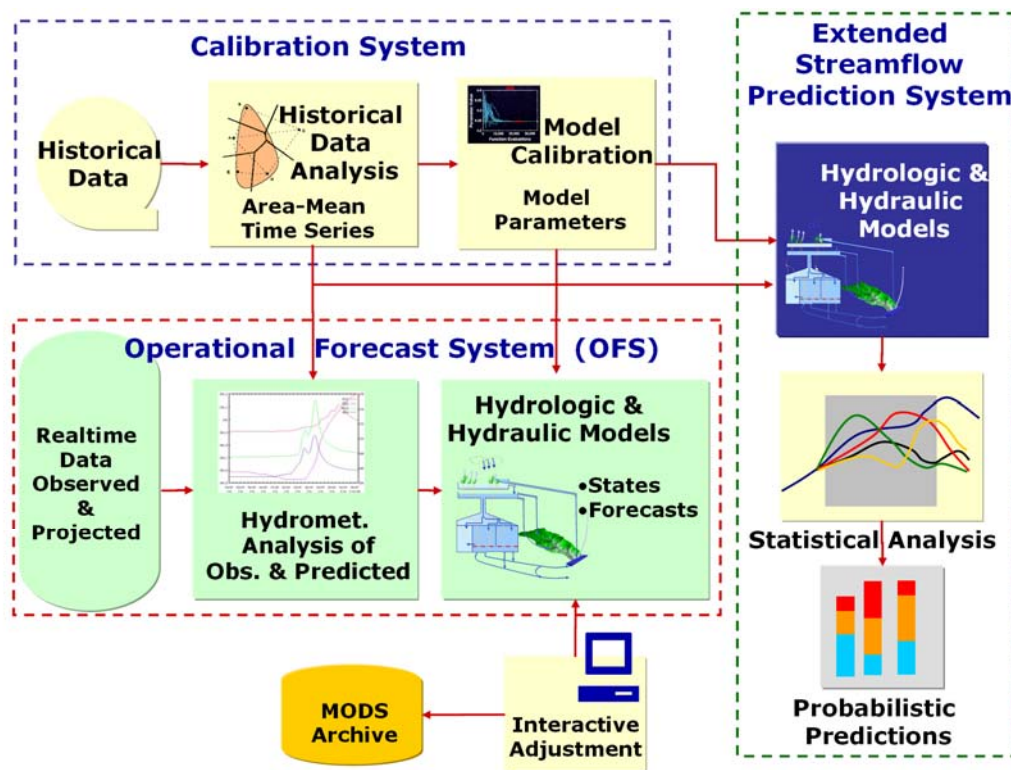 Calibration System
Historical
Data
Historical
Data
Analysis
Area-Mean
Time Series
Function Evaluations
Model
Calibration
Model
Parameters
Extended
Streamflow
Prediction System
Hydrologic &
Hydraulic
Models
Statistical Analysis
Probabilistic
Predictions
Operational Forecast System (OFS)
Realtime
Data
Observed
&
Projected
Hydromet.
Analysis of
Obs. & Predicted
Hydrologic &
Hydraulic Models
•States
•Forecasts
MODS
Archive
Interactive
Adjustment